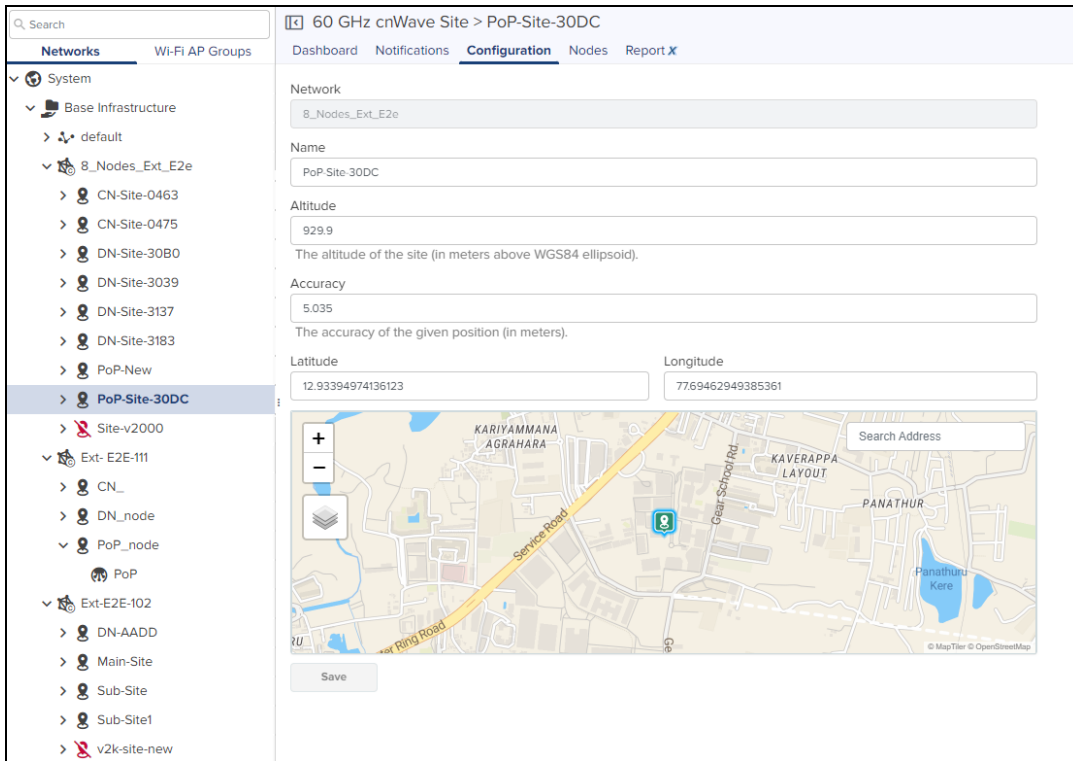 Search
Networks Wi-Fi AP Groups
System
Base Infrastructure
default
8_Nodes_Ext_E2e
CN-Site-0463
CN-Site-0475
DN-Site-30B0
DN-Site-3039
DN-Site-3137
DN-Site-3183
PoP-New
PoP-Site-30DC
Site-v2000
Ext- E2E-111
CN_
DN_node
PoP_node
PoP
Ext-E2E-102
DN-AADD
Main-Site
Sub-Site
Sub-Site1
v2k-site-new
60 GHz cnWave Site > PoP-Site-30DC
Dashboard Notifications Configuration Nodes Report X
Network
8_Nodes_Ext_E2e
Name
PoP-Site-30DC
Altitude
929.9
The altitude of the site (in meters above WGS84 ellipsoid).
Accuracy
5.035
The accuracy of the given position (in meters).
Latitude Longitude
12.93394974136123 77.69462949385361
+
−
KARIYAMMANA
AGRAHARA
Search Address
Gear School Rd.
KAVERAPPA
LAYOUT
PANATHUR
Service Road
Panathuru
Kere
ter Ring Road
RU
Ge
© MapTiler © OpenStreetMap
Save